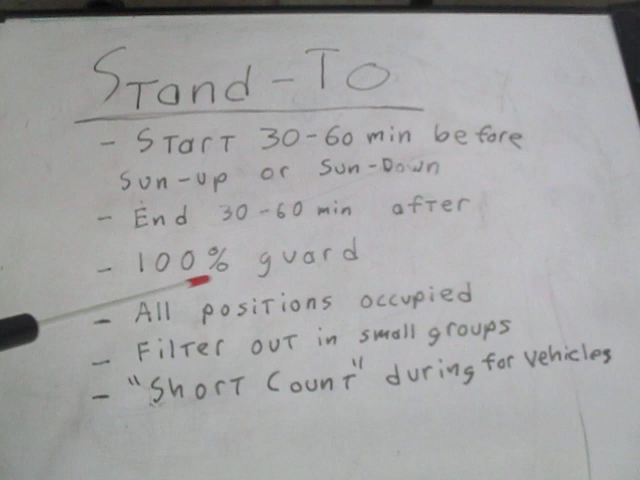 Stand-To
- Start 30-60 min before
Sun-up or Sun-Down
- End 30-60 min after
- 100% guard
- All positions occupied
- Filter out in small groups
- "Short Count" during for vehicles